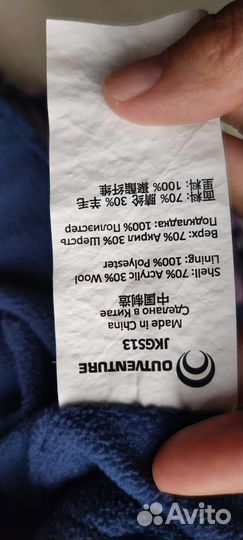 OUTVENTURE
JKGS13
Made in China
Сделано в Китае
中国制造
Shell: 70% Acrylic 30% Wool
Lining: 100% Polyester
Верх: 70% Акрил 30% Шерсть
Подкладка: 100% Полиэстер
面料: 70% 腈纶 30% 羊毛
里料: 100% 聚酯纤维
Avito